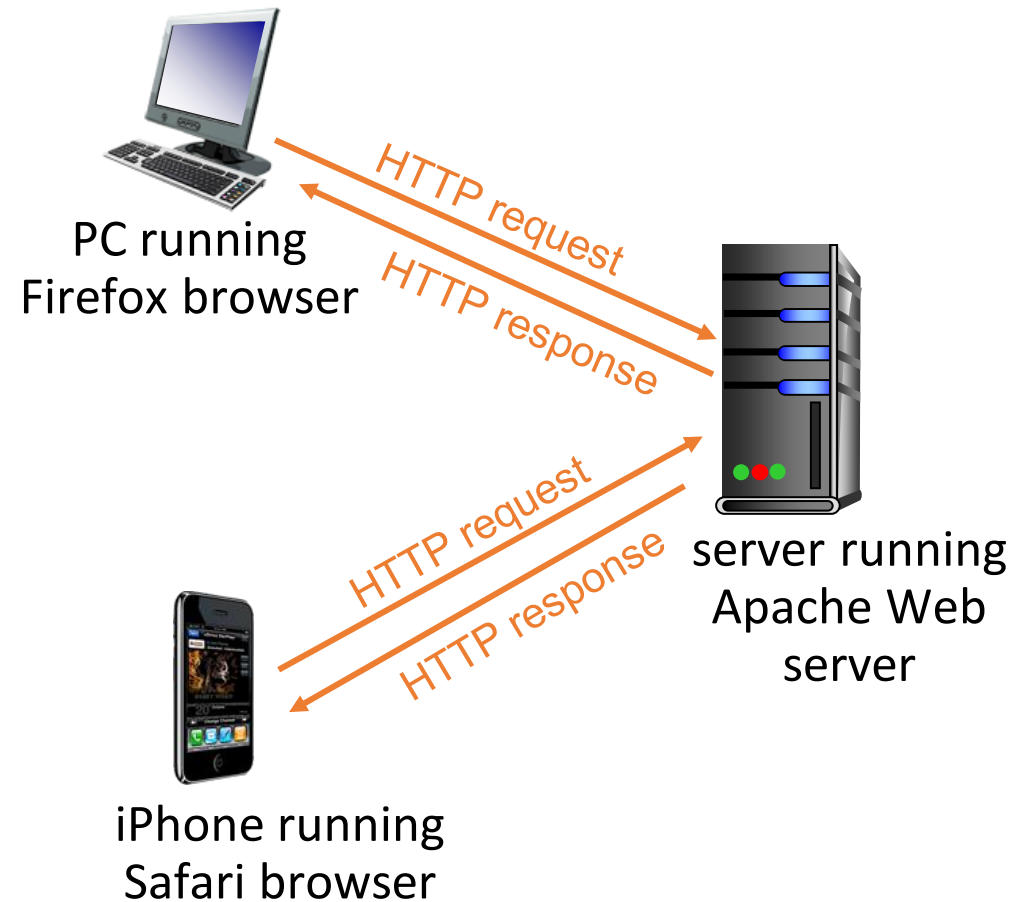 HTTP request
HTTP response
PC running
Firefox browser
HTTP request
HTTP response
server running
Apache Web
server
iPhone running
Safari browser